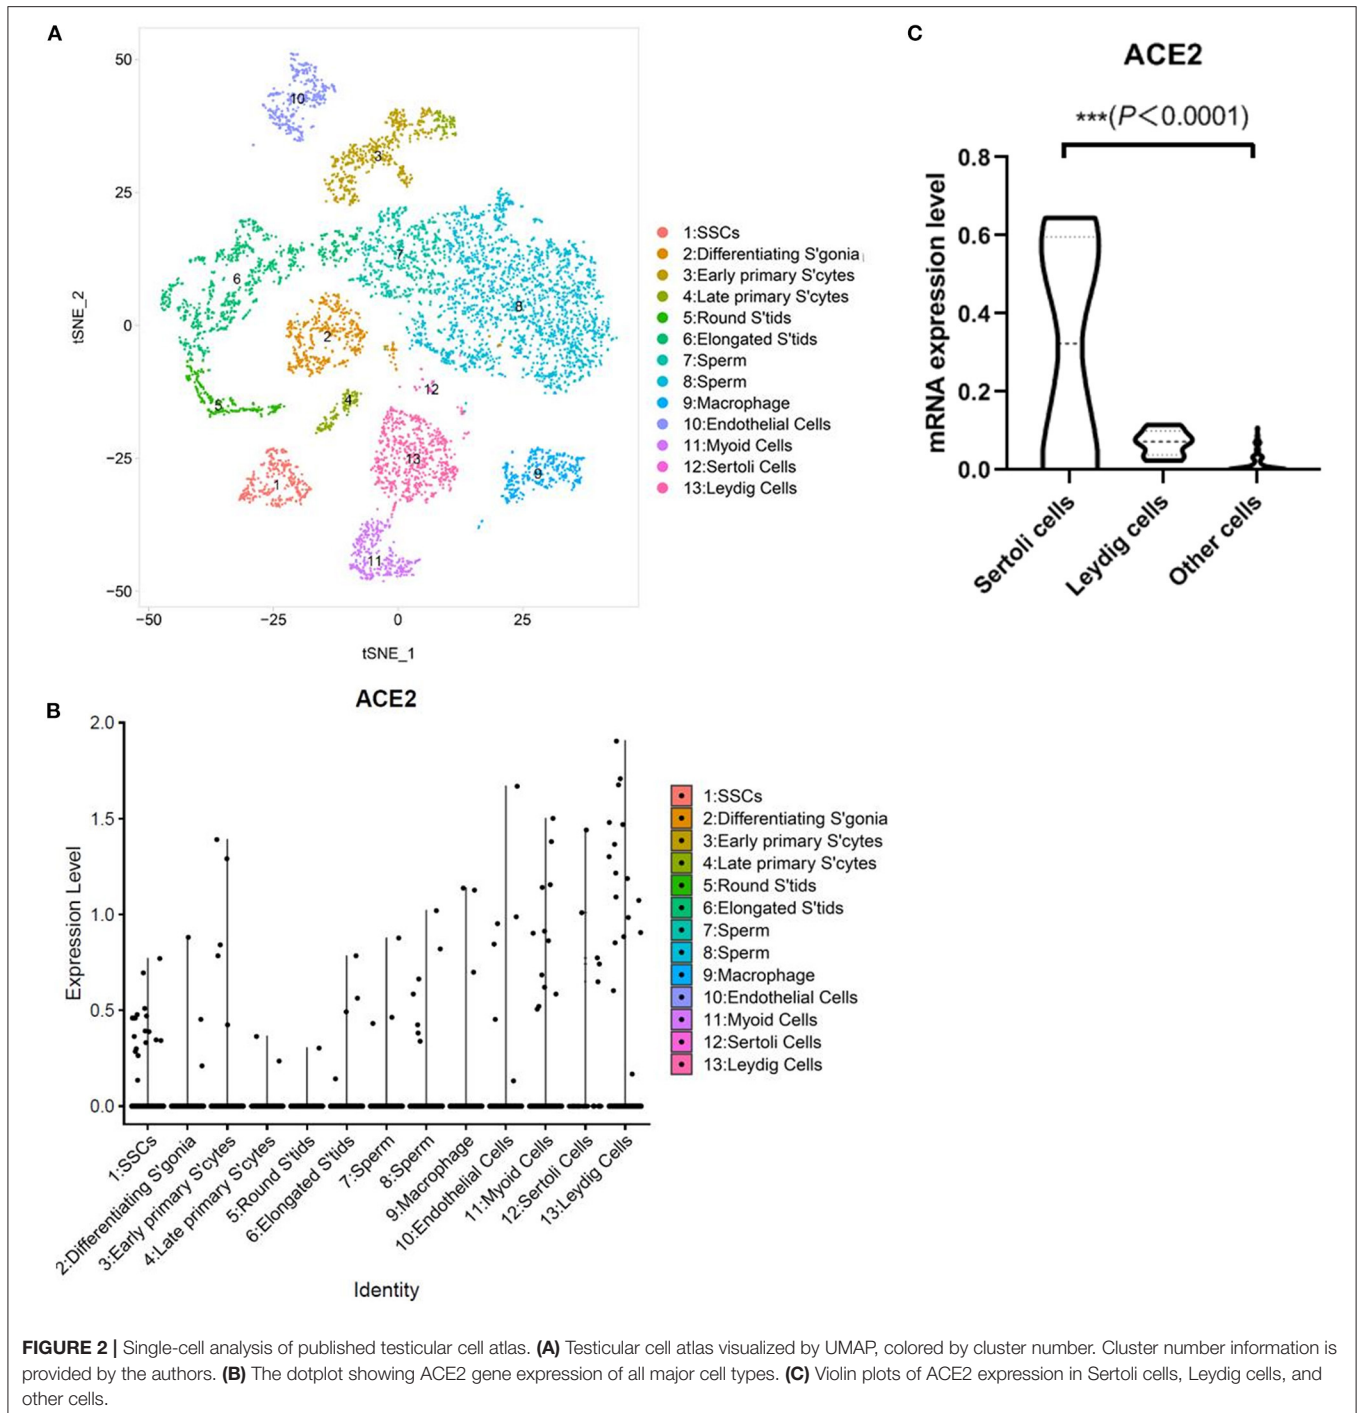 A
50
25
0
−25
−50
tSNE_2
−50
−25
0
25
tSNE_1
10
3
7
6
8
2
5
4
12
13
1
9
11
1:SSCs
2:Differentiating S'gonia
3:Early primary S'cytes
4:Late primary S'cytes
5:Round S'tids
6:Elongated S'tids
7:Sperm
8:Sperm
9:Macrophage
10:Endothelial Cells
11:Myoid Cells
12:Sertoli Cells
13:Leydig Cells
C
ACE2
***(P<0.0001)
mRNA expression level
0.8
0.6
0.4
0.2
0.0
Sertoli cells
Leydig cells
Other cells
B
ACE2
Expression Level
2.0
1.5
1.0
0.5
0.0
1:SSCs
2:Differentiating S'gonia
3:Early primary S'cytes
4:Late primary S'cytes
5:Round S'tids
6:Elongated S'tids
7:Sperm
8:Sperm
9:Macrophage
10:Endothelial Cells
11:Myoid Cells
12:Sertoli Cells
13:Leydig Cells
Identity
1:SSCs
2:Differentiating S'gonia
3:Early primary S'cytes
4:Late primary S'cytes
5:Round S'tids
6:Elongated S'tids
7:Sperm
8:Sperm
9:Macrophage
10:Endothelial Cells
11:Myoid Cells
12:Sertoli Cells
13:Leydig Cells
FIGURE 2 | Single-cell analysis of published testicular cell atlas. (A) Testicular cell atlas visualized by UMAP, colored by cluster number. Cluster number information is
provided by the authors. (B) The dotplot showing ACE2 gene expression of all major cell types. (C) Violin plots of ACE2 expression in Sertoli cells, Leydig cells, and
other cells.